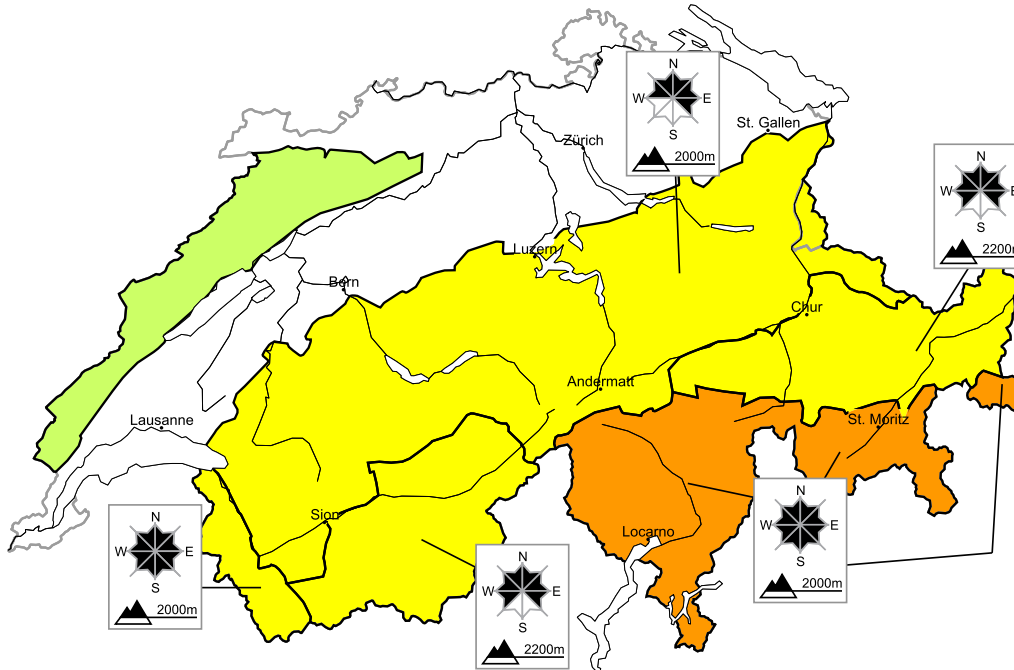 N
W E
S
2000m
St. Gallen
Zürich
N
W E
S
2200m
Luzern
Bern
Chur
Andermatt
St. Moritz
Lausanne
Sion
Locarno
N
W E
S
2000m
N
W E
S
2000m
N
W E
S
2200m